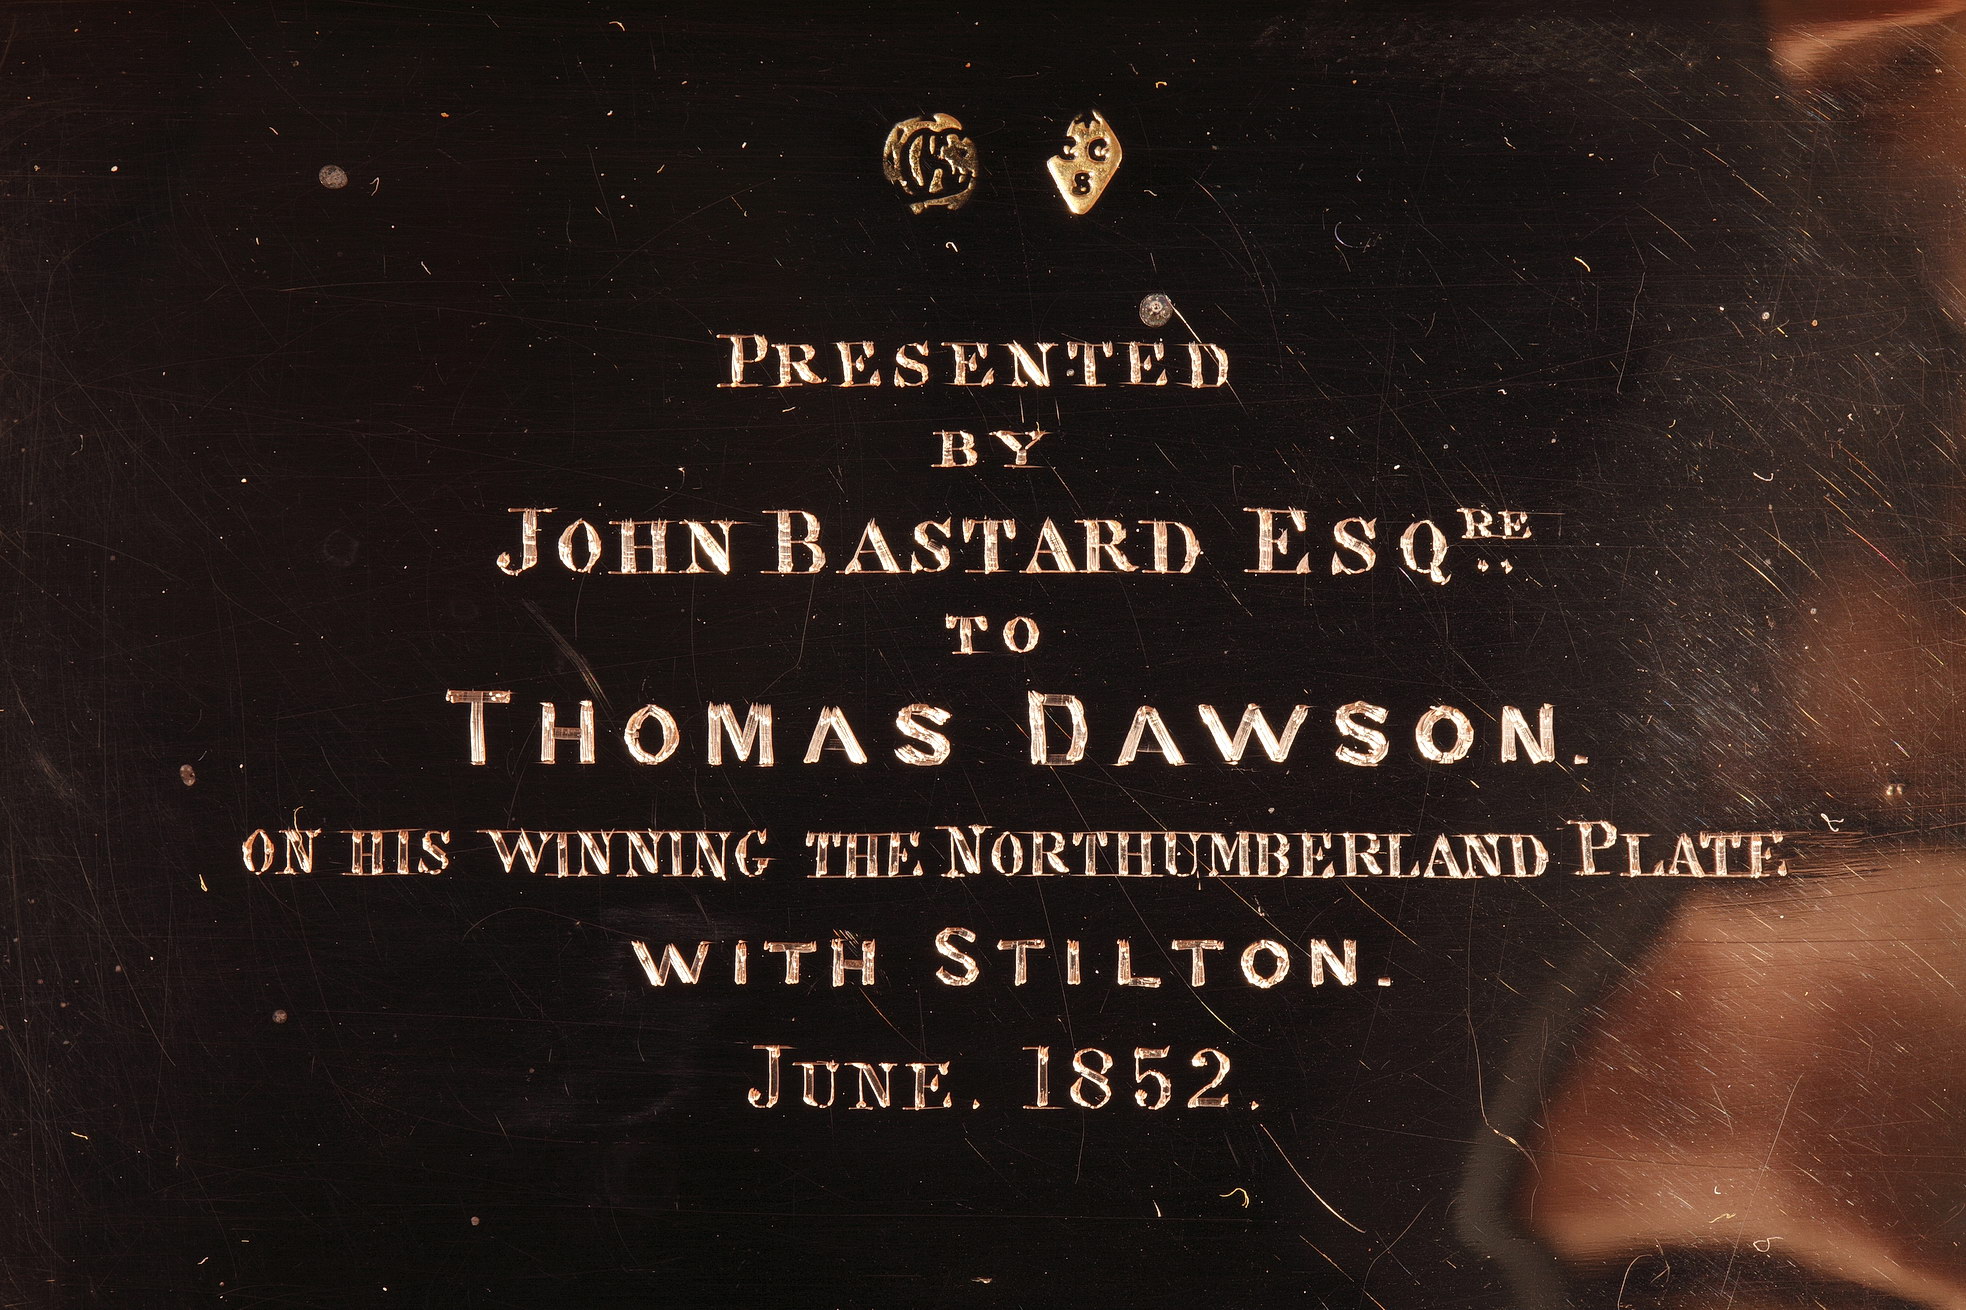 PRESENTED
BY
JOHN BASTARD ESQRE
TO
THOMAS DAWSON.
ON HIS WINNING THE NORTHUMBERLAND PLATE
WITH STILTON.
JUNE. 1852.